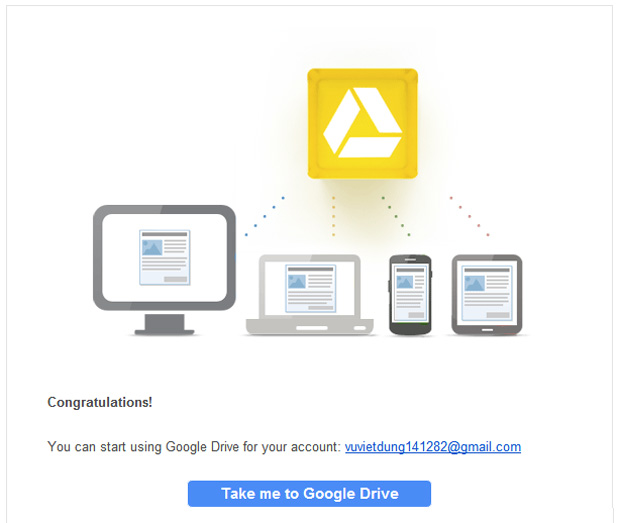 Congratulations!
You can start using Google Drive for your account: vuvietdung141282@gmail.com
Take me to Google Drive